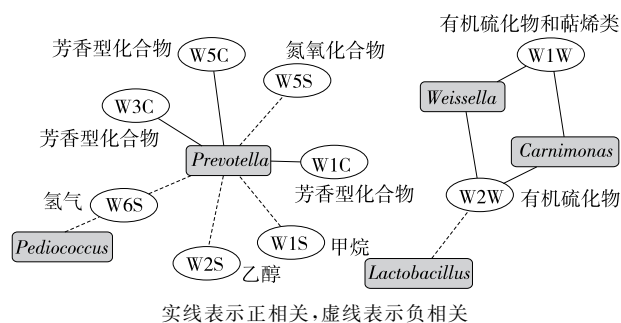 有机硫化物和萜烯类
芳香型化合物
W5C
氮氧化合物
W5S
W1W
Weissella
W3C
芳香型化合物
Prevotella
W1C
芳香型化合物
Carnimonas
W2W
有机硫化物
氢气
W6S
Pediococcus
W1S
甲烷
W2S
乙醇
Lactobacillus
实线表示正相关,虚线表示负相关